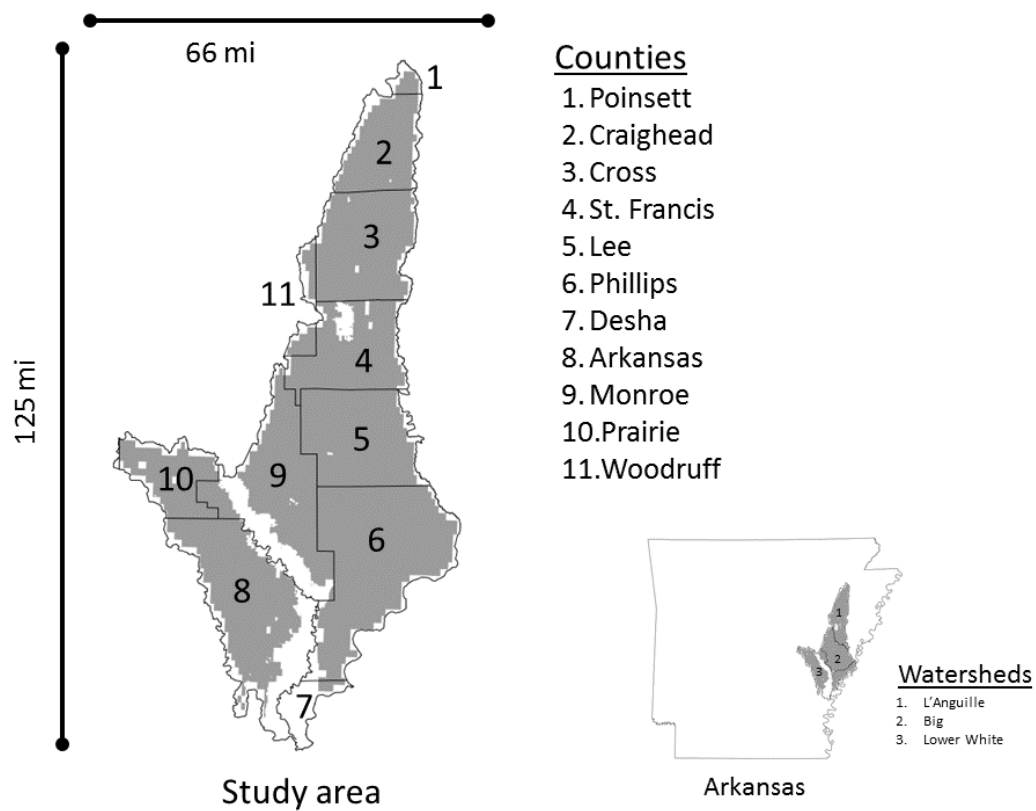 66 mi
125 mi
1
2
3
11
4
5
10
9
6
8
7
Study area
Counties
1. Poinsett
2. Craighead
3. Cross
4. St. Francis
5. Lee
6. Phillips
7. Desha
8. Arkansas
9. Monroe
10.Prairie
11.Woodruff
1
2
3
Arkansas
Watersheds
1. L'Anguille
2. Big
3. Lower White